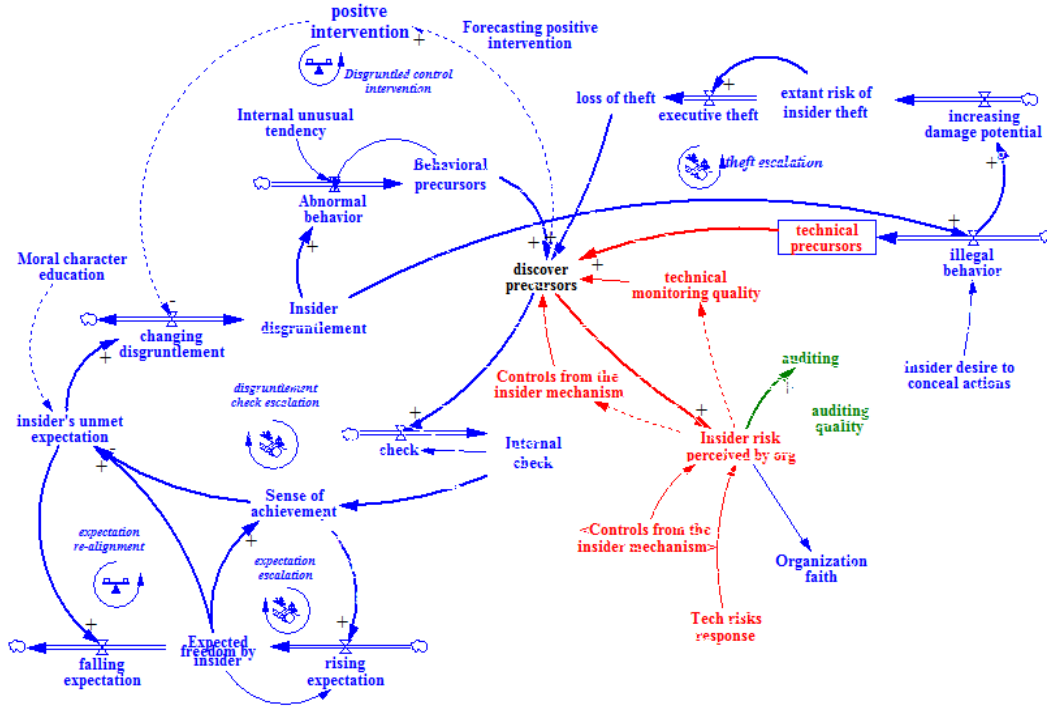 positve
intervention
+
Forecasting positive
intervention
Disgruntled control
intervention
Internal unusual
tendency
Behavioral
precursors
Abnormal
behavior
+
loss of theft
+
executive theft
extant risk of
insider theft
increasing
damage potential
+
theft escalation
technical
precursors
+
illegal
behavior
Moral character
education
-
changing
disgruntlement
+
Insider
disgruntlement
+
+
+
discover
precursors
technical
monitoring quality
insider desire to
conceal actions
Controls from the
insider mechanism
auditing
+
auditing
quality
disgruntlement
check escalation
insider's unmet
expectation
+
-
+
check
Internal
check
+
Insider risk
perceived by org
Sense of
achievement
+
<Controls from the
insider mechanism>
Organization
faith
Tech risks
response
expectation
re-alignment
expectation
escalation
+
falling
expectation
Expected
freedom by
insider
+
rising
expectation